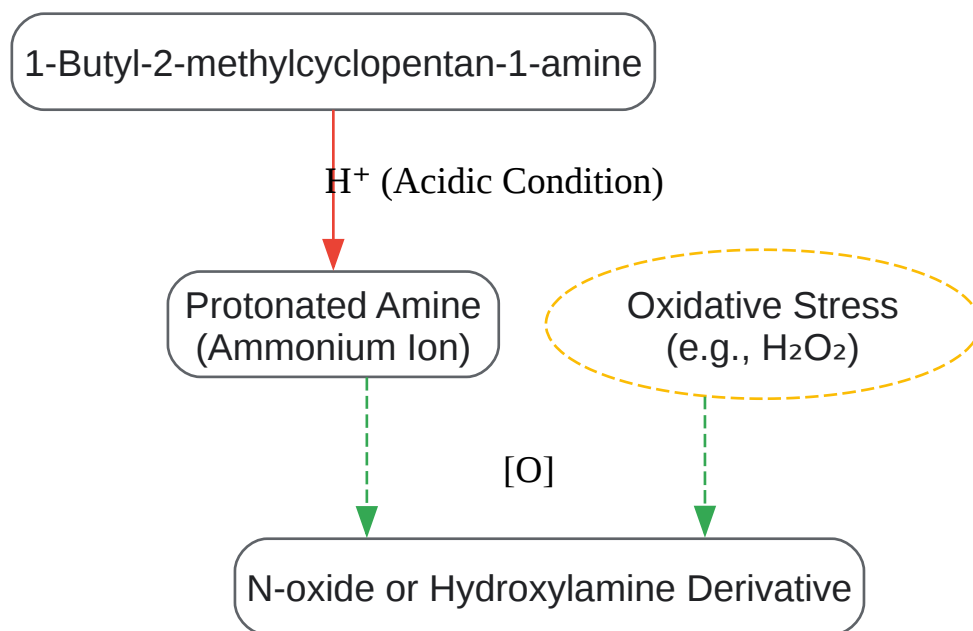 1-Butyl-2-methylcyclopentan-1-amine
H⁺ (Acidic Condition)
Protonated Amine
(Ammonium Ion)
Oxidative Stress
(e.g., H₂O₂)
[O]
N-oxide or Hydroxylamine Derivative